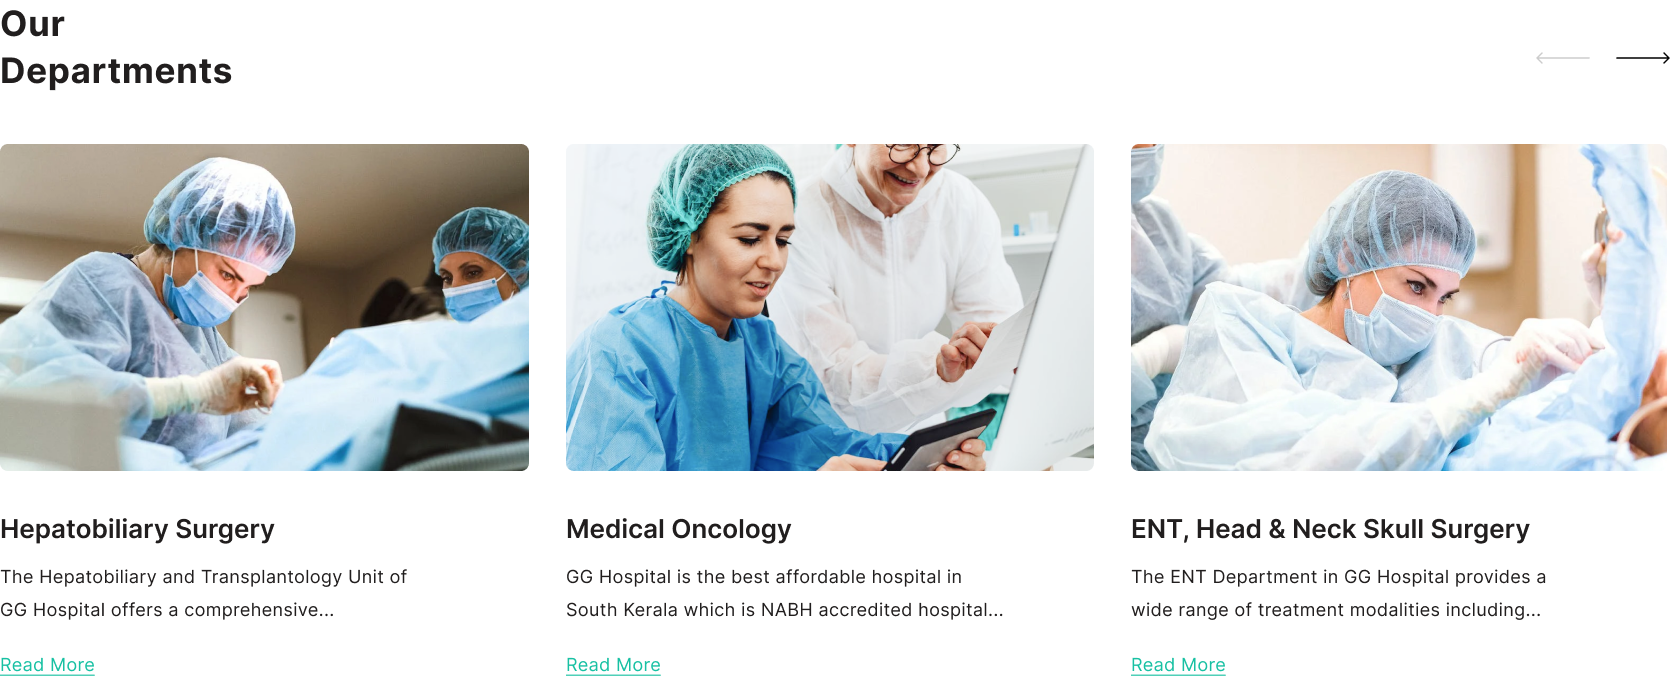 Our
Departments
Hepatobiliary Surgery
The Hepatobiliary and Transplantology Unit of
GG Hospital offers a comprehensive...
Read More
Medical Oncology
GG Hospital is the best affordable hospital in
South Kerala which is NABH accredited hospital...
Read More
ENT, Head & Neck Skull Surgery
The ENT Department in GG Hospital provides a
wide range of treatment modalities including...
Read More